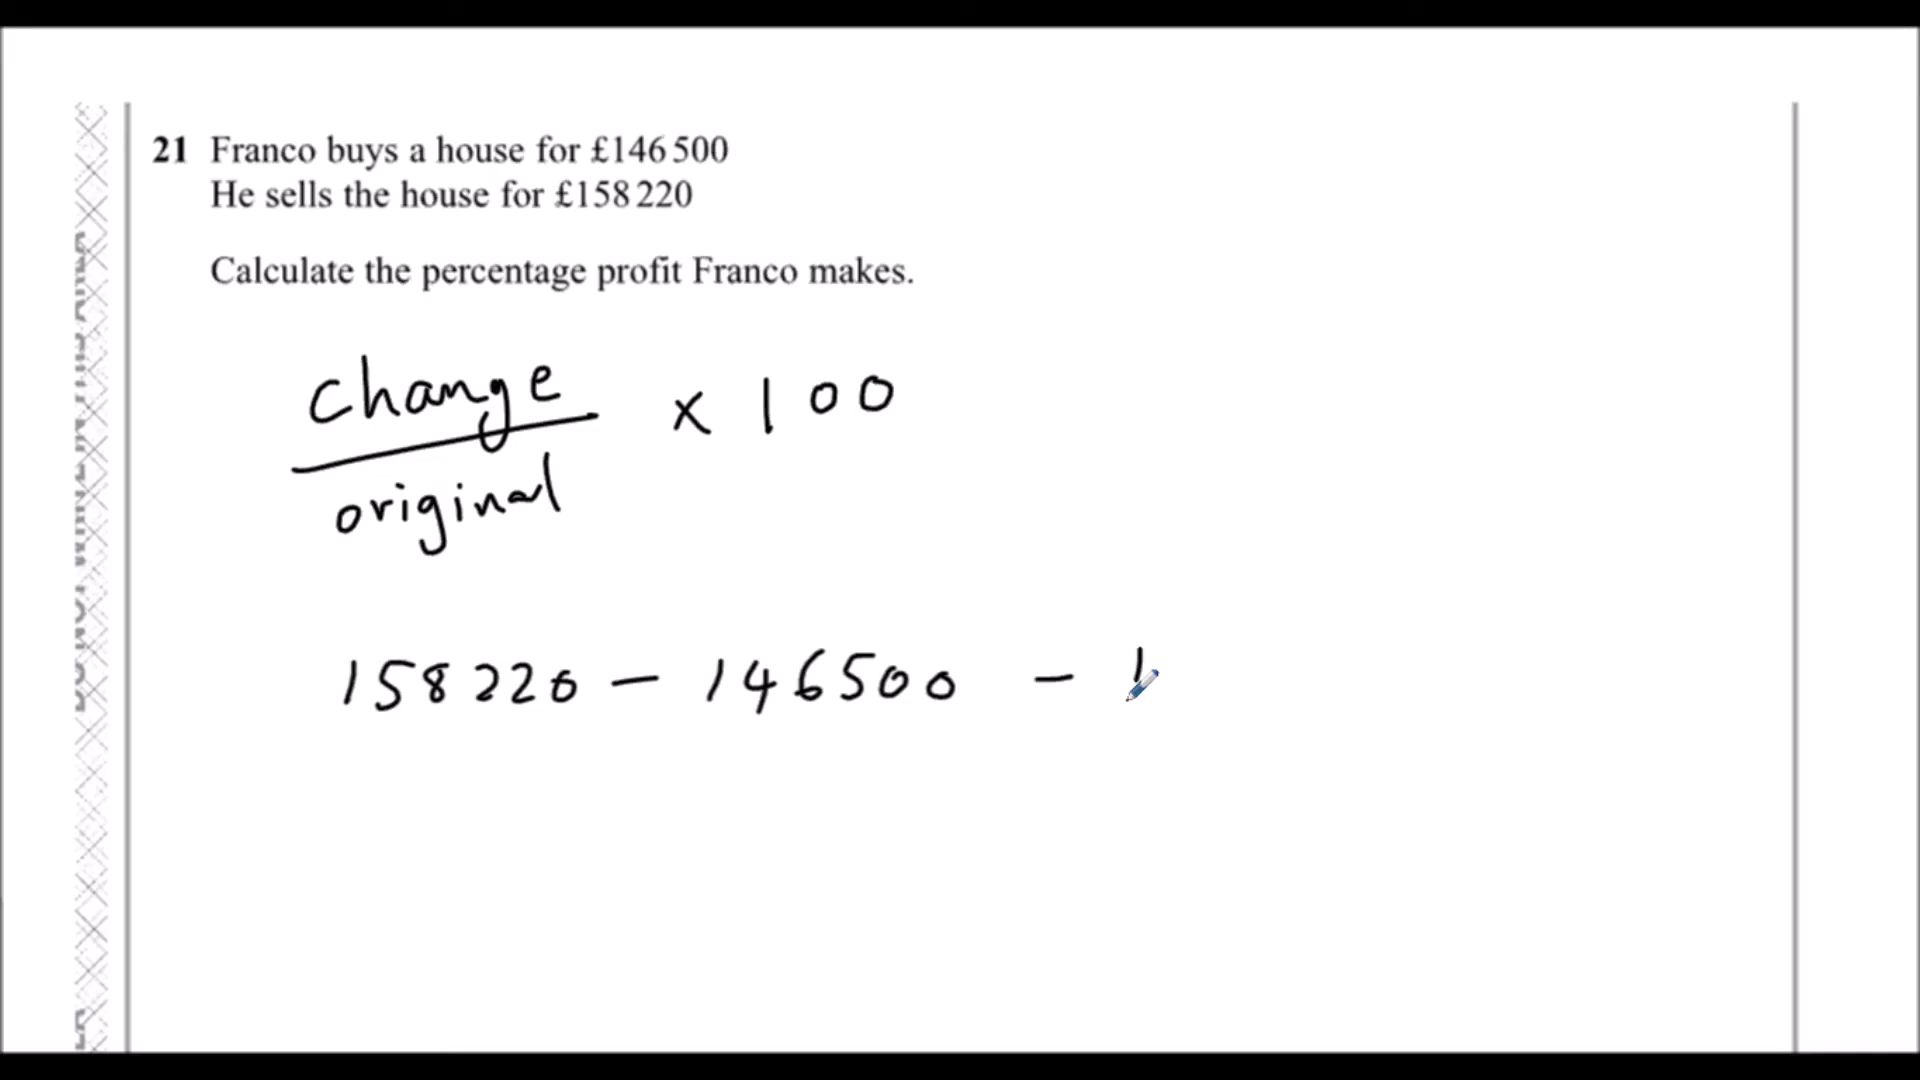 21 Franco buys a house for £146 500
He sells the house for £158 220
Calculate the percentage profit Franco makes.
change
× 100
original
158220 − 146500 − 1